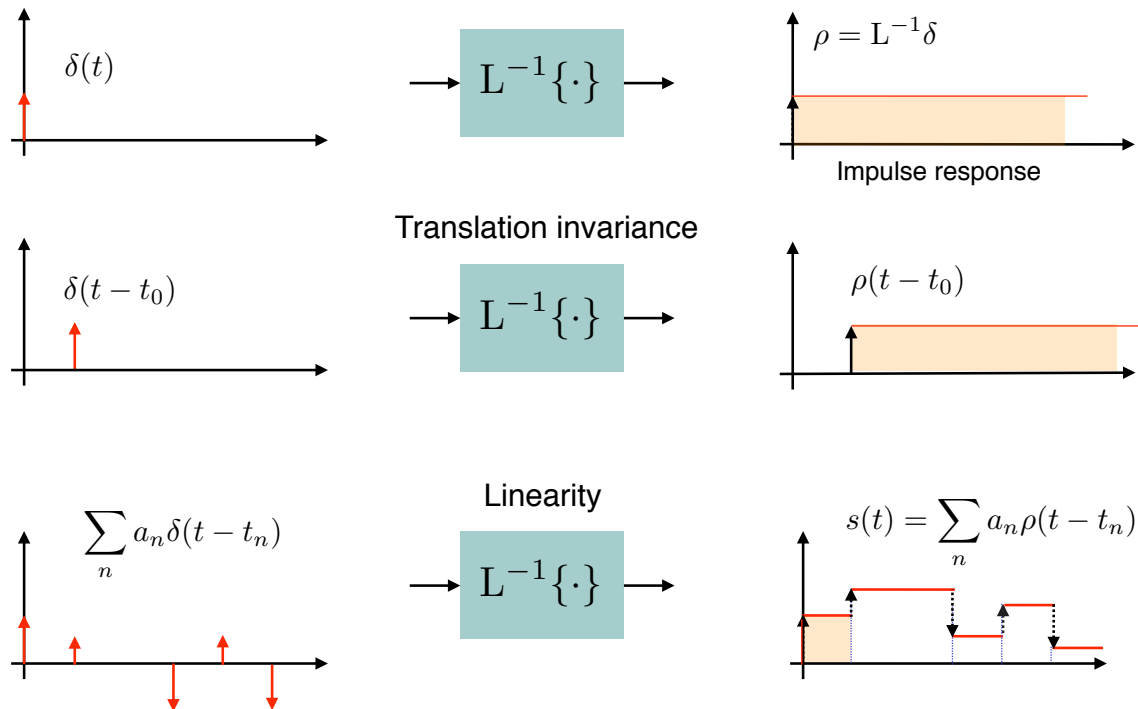 δ(t)
L⁻¹{·}
ρ = L⁻¹δ
Impulse response
Translation invariance
δ(t − t₀)
L⁻¹{·}
ρ(t − t₀)
Linearity
∑ₙ aₙδ(t − tₙ)
L⁻¹{·}
s(t) = ∑ₙ aₙρ(t − tₙ)